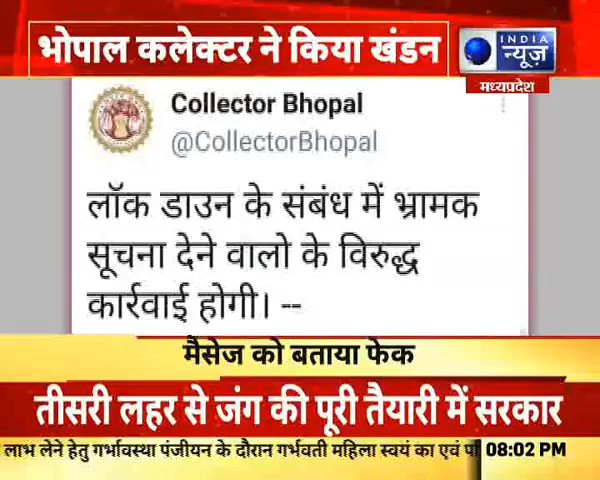 भोपाल कलेक्टर ने किया खंडन
INDIA
न्यूज़
मध्यप्रदेश
Collector Bhopal
@CollectorBhopal
लॉक डाउन के संबंध में भ्रामक
सूचना देने वालो के विरुद्ध
कार्रवाई होगी। --
मैसेज को बताया फेक
तीसरी लहर से जंग की पूरी तैयारी में सरकार
लाभ लेने हेतु गर्भावस्था पंजीयन के दौरान गर्भवती महिला स्वयं का एवं
08:02 PM